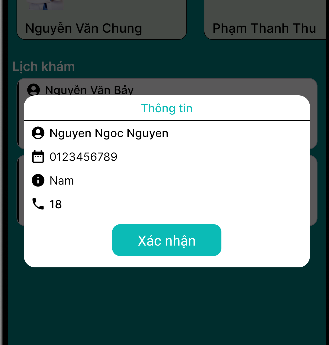 Nguyễn Văn Chung
Phạm Thanh Thu
Lịch khám
Nguyễn Văn Bảy
Thông tin
Nguyen Ngoc Nguyen
0123456789
Nam
18
Xác nhận